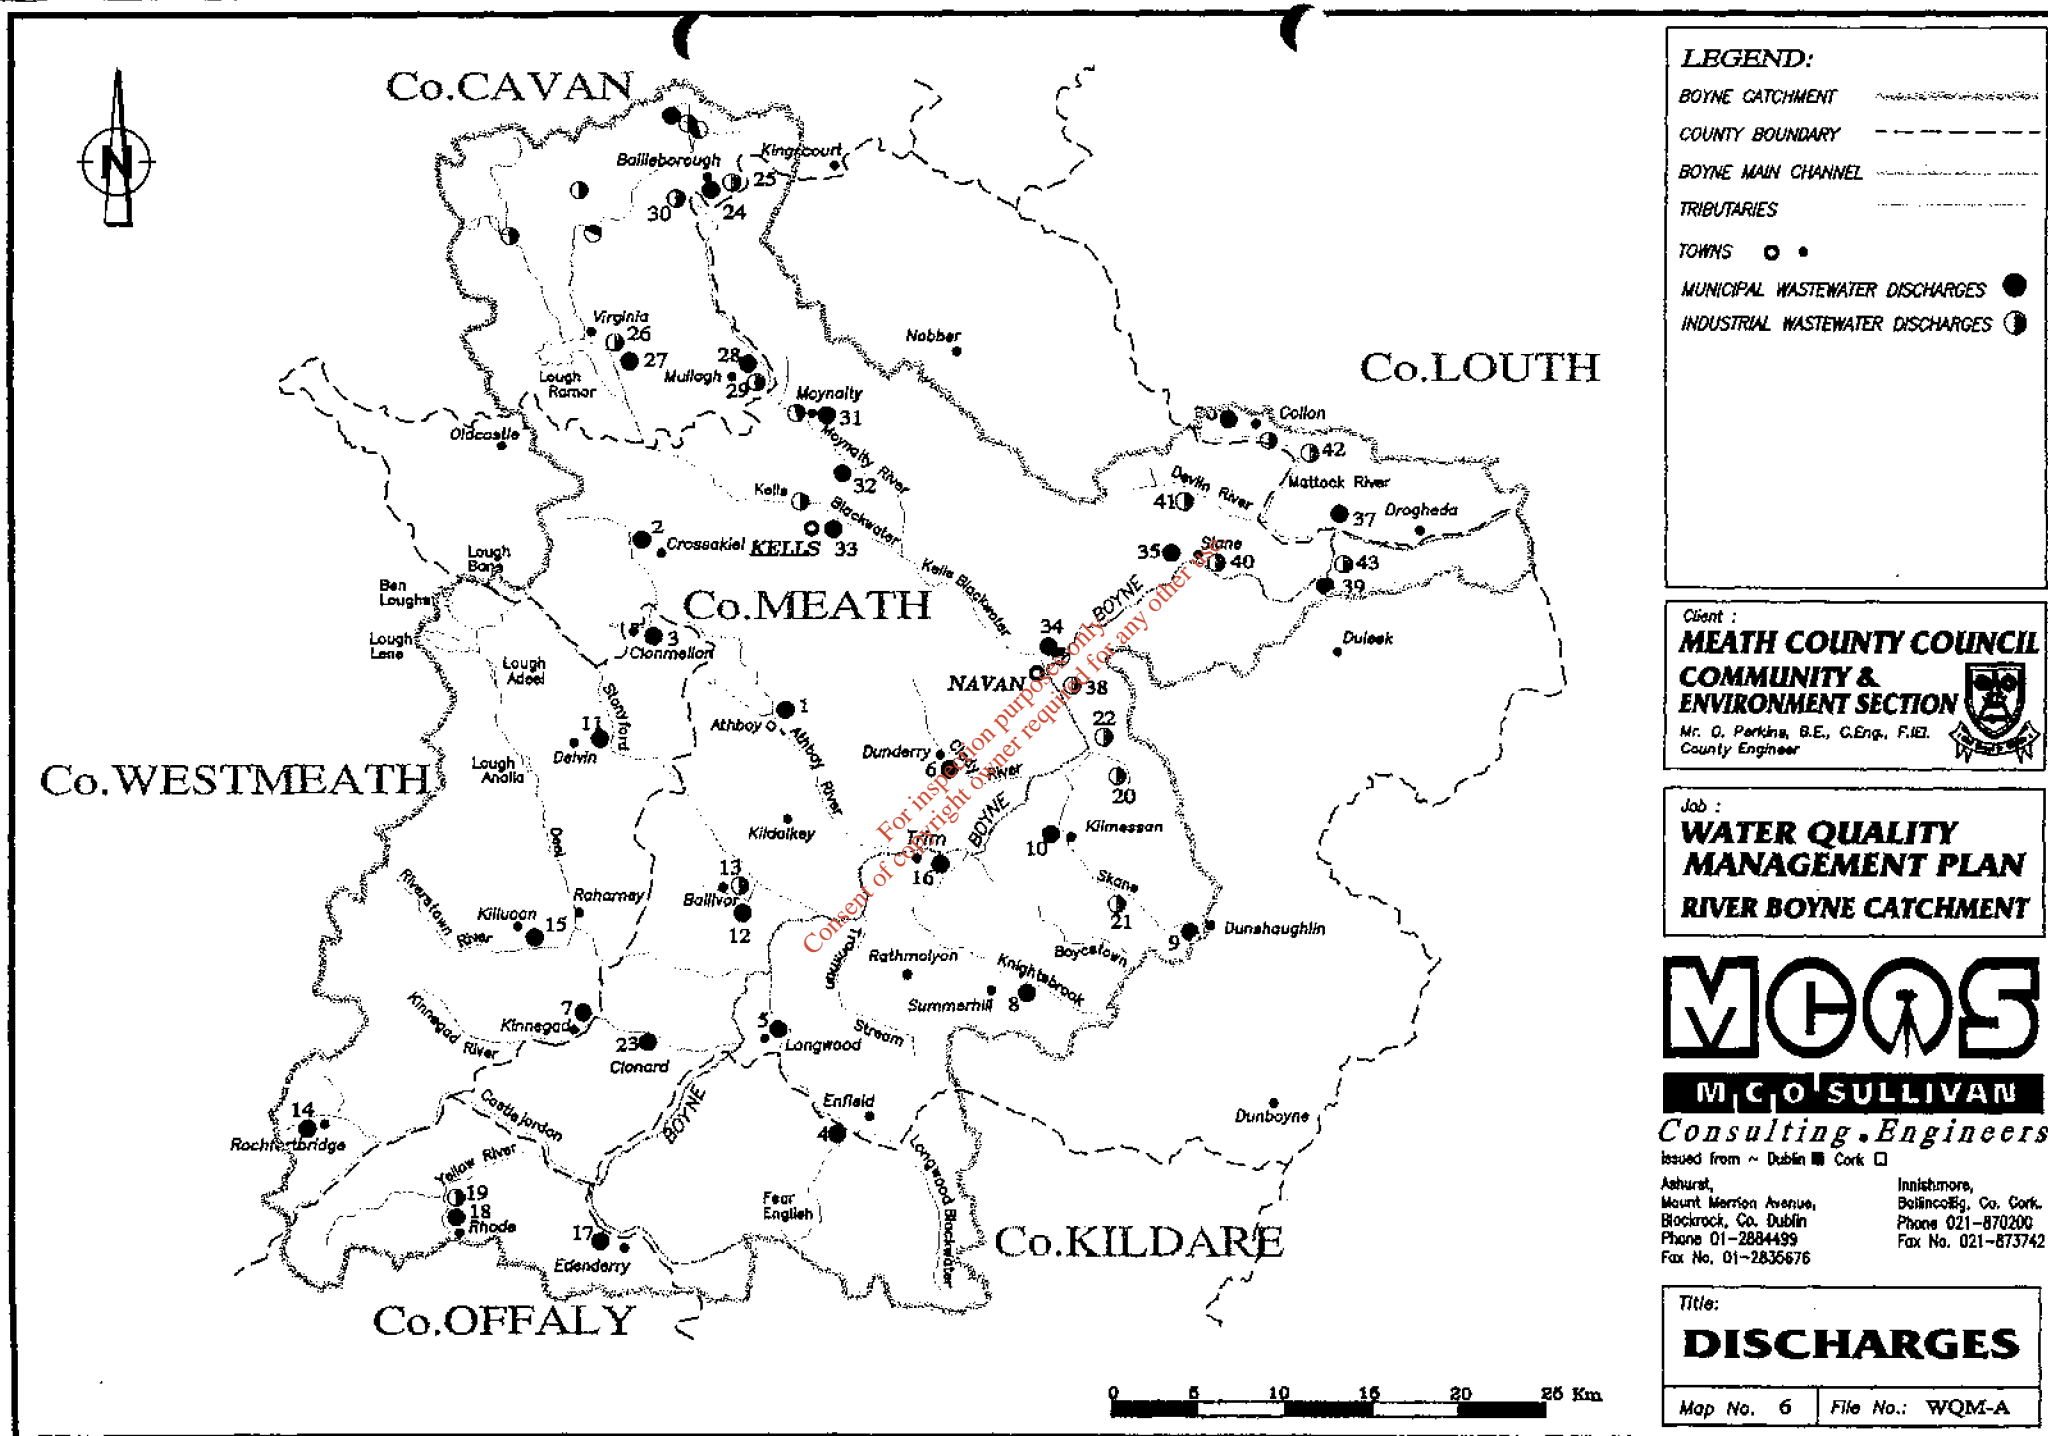 Co.CAVAN
N
Bailieborough
Kingscourt
25
30
24
Virginia
26
27
28
Mullagh
29
Lough
Ramor
Nobber
Co.LOUTH
Moynalty
31
Moynalty River
Oldcastle
Collon
42
32
Kells
Blackwater
Devlin River
Mattock River
41
37
Drogheda
2
Crossakiel
KELLS
33
35
Slane
40
43
39
Lough
Bane
Ben
Loughs
Kells Blackwater
Co.MEATH
BOYNE
Lough
Lene
3
Clonmellon
34
Duleek
Lough
Adeel
NAVAN
38
Stonyford
1
Athboy
Athboy River
22
11
Delvin
Dunderry
6
Clady River
20
Co.WESTMEATH
Lough
Analla
Deel
Kildalkey
BOYNE
Trim
16
10
Kilmessan
13
Ballivor
12
Skane
21
Riverstown
River
Killucan
15
Raharney
9
Dunshaughlin
Boycetown
Tromman
Stream
Rathmolyon
Knightsbrook
Summerhill
8
Kinnegad River
7
Kinnegad
23
Clonard
5
Longwood
14
Rochfortbridge
Castlejordan
BOYNE
Enfield
4
Dunboyne
Yellow River
19
18
Rhode
Longwood Blackwater
Fear
English
17
Edenderry
Co.KILDARE
Co.OFFALY
0 5 10 15 20 25 Km
For inspection purposes only.
Consent of copyright owner required for any other use.
LEGEND:
BOYNE CATCHMENT
COUNTY BOUNDARY
BOYNE MAIN CHANNEL
TRIBUTARIES
TOWNS
MUNICIPAL WASTEWATER DISCHARGES
INDUSTRIAL WASTEWATER DISCHARGES
Client :
MEATH COUNTY COUNCIL
COMMUNITY &
ENVIRONMENT SECTION
Mr. O. Perkins, B.E., C.Eng., F.IEI.
County Engineer
Job :
WATER QUALITY
MANAGEMENT PLAN
RIVER BOYNE CATCHMENT
MCOS
M C O SULLIVAN
Consulting Engineers
Issued from ~ Dublin ■ Cork □
Ashurst,
Mount Merrion Avenue,
Blackrock, Co. Dublin
Phone 01-2884499
Fax No. 01-2835676
Innishmore,
Ballincollig, Co. Cork.
Phone 021-870200
Fax No. 021-873742
Title:
DISCHARGES
Map No. 6
File No.: WQM-A